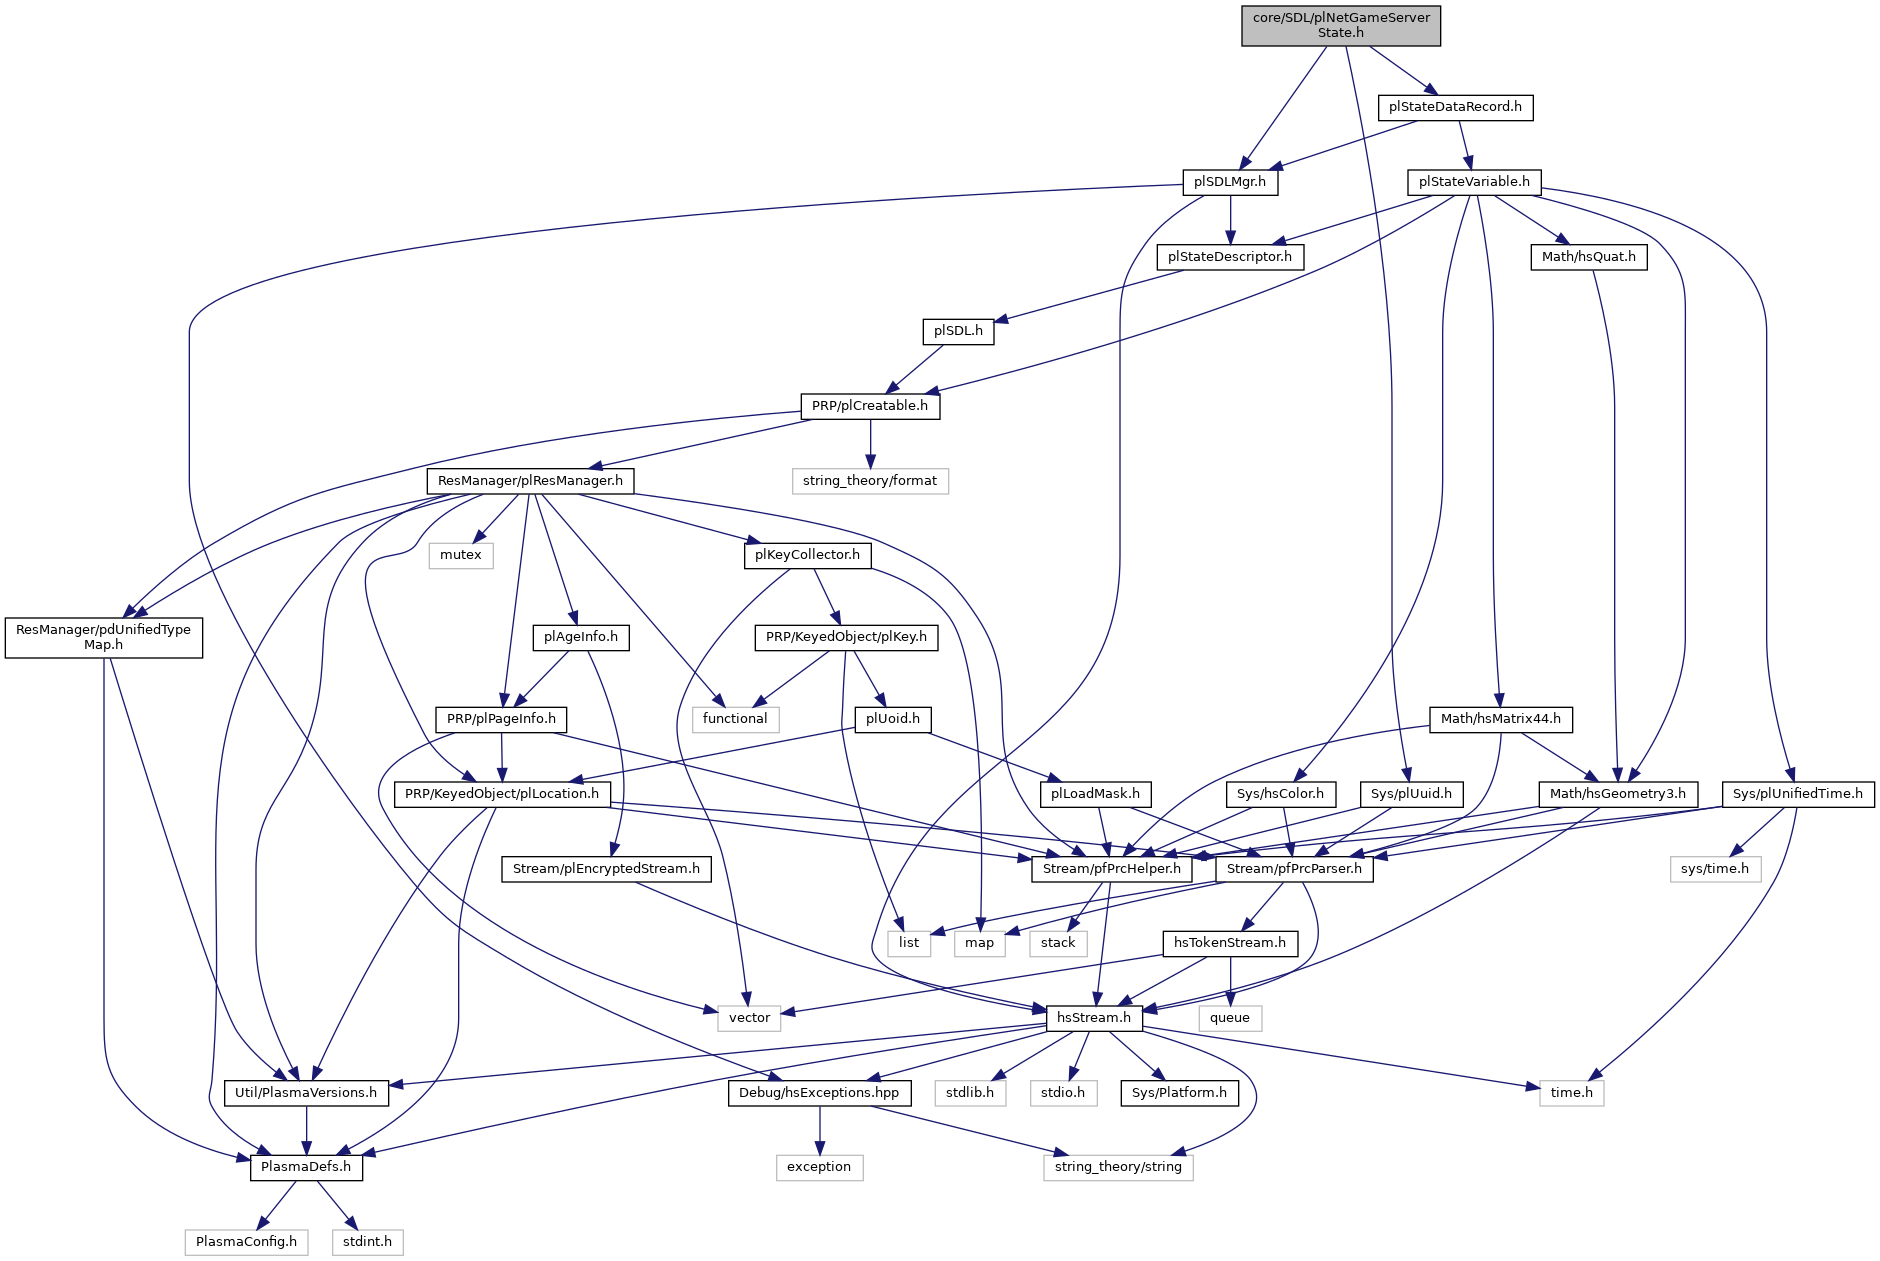 core/SDL/plNetGameServer
State.h
plStateDataRecord.h
plSDLMgr.h
plStateVariable.h
plStateDescriptor.h
Math/hsQuat.h
plSDL.h
PRP/plCreatable.h
ResManager/plResManager.h
string_theory/format
mutex
plKeyCollector.h
ResManager/pdUnifiedType
Map.h
plAgeInfo.h
PRP/KeyedObject/plKey.h
PRP/plPageInfo.h
functional
plUoid.h
Math/hsMatrix44.h
PRP/KeyedObject/plLocation.h
plLoadMask.h
Sys/hsColor.h
Sys/plUuid.h
Math/hsGeometry3.h
Sys/plUnifiedTime.h
Stream/plEncryptedStream.h
Stream/pfPrcHelper.h
Stream/pfPrcParser.h
sys/time.h
list
map
stack
hsTokenStream.h
vector
hsStream.h
queue
Util/PlasmaVersions.h
Debug/hsExceptions.hpp
stdlib.h
stdio.h
Sys/Platform.h
time.h
PlasmaDefs.h
exception
string_theory/string
PlasmaConfig.h
stdint.h